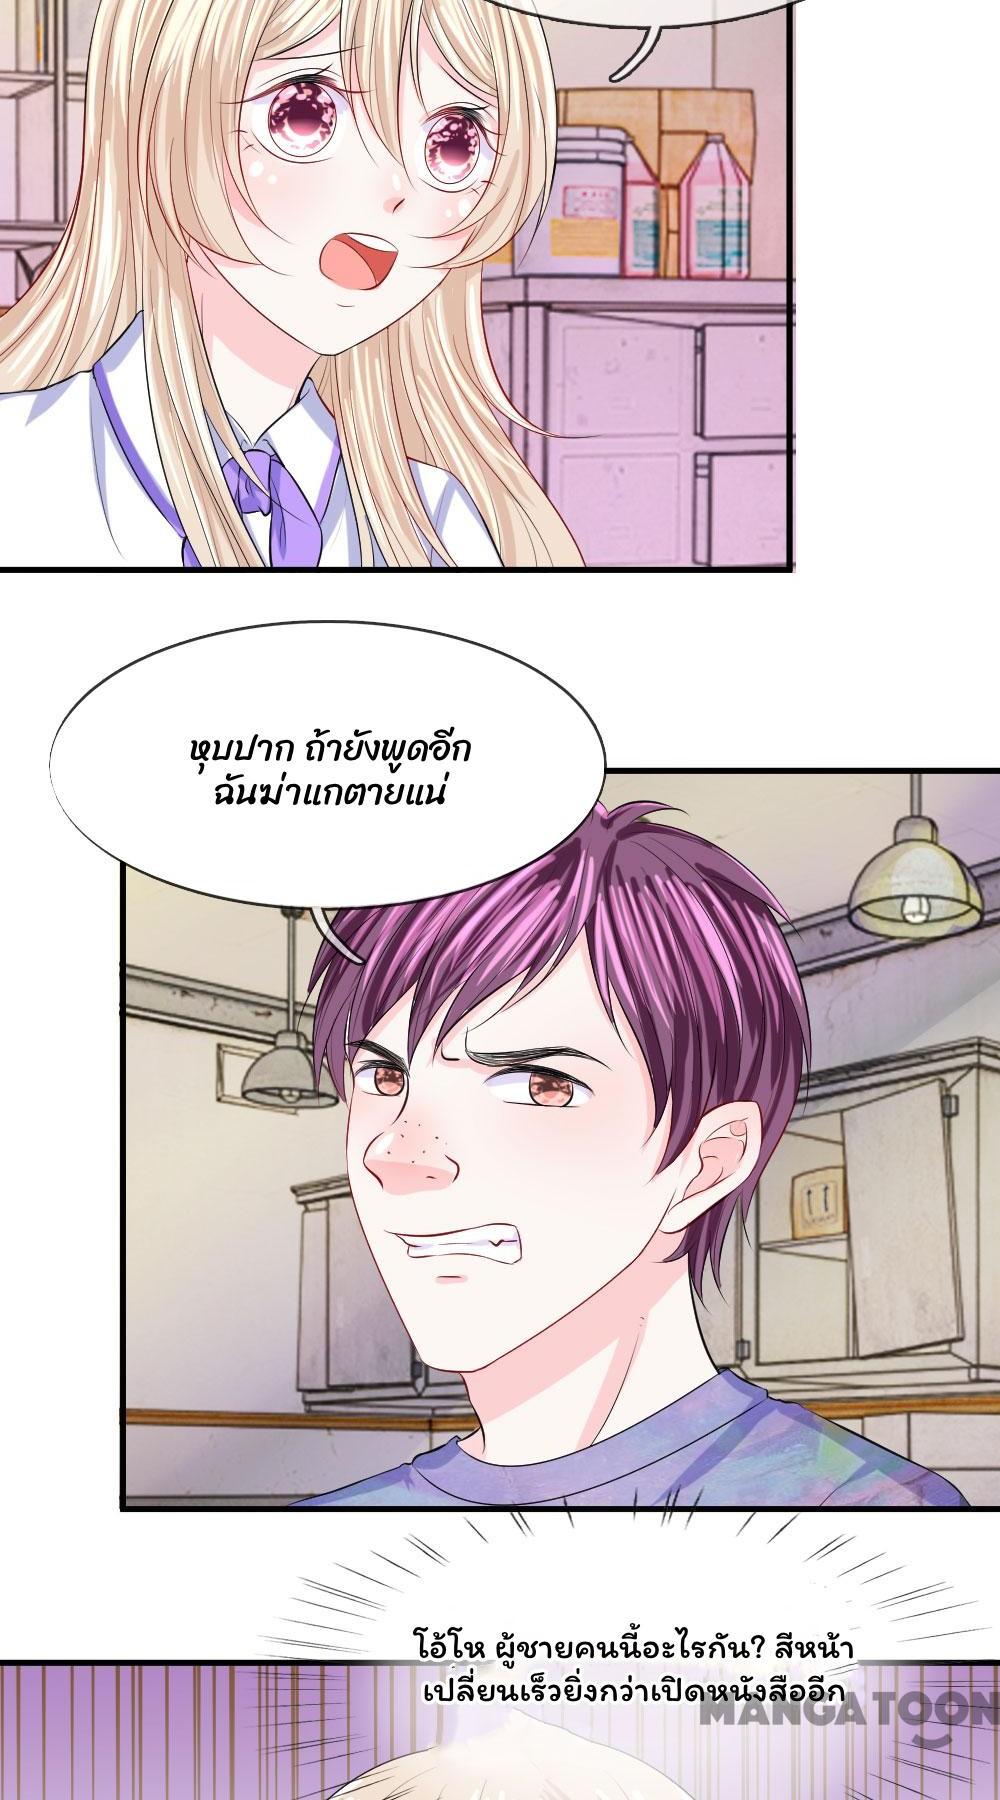 หุบปาก ถ้ายังพูดอีก
ฉันฆ่าแกตายแน่
โอ้โห ผู้ชายคนนี้อะไรกัน? สีหน้า
เปลี่ยนเร็วยิ่งกว่าเปิดหนังสืออีก
MANGA TOON